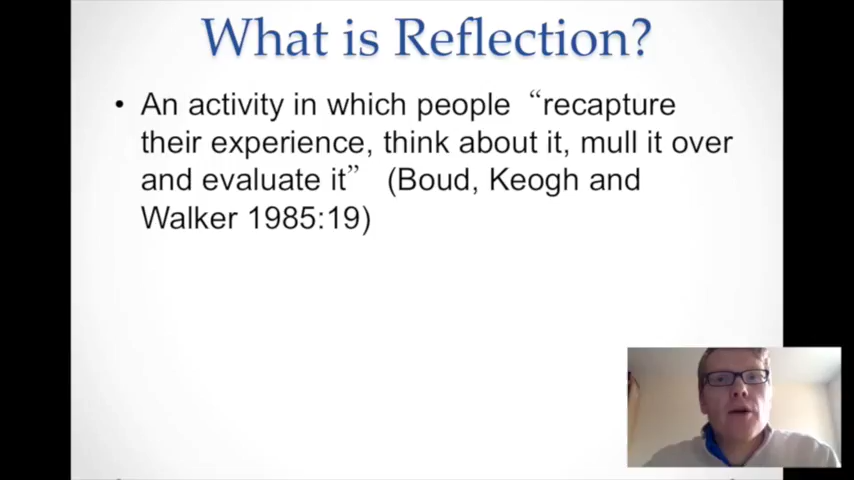 What is Reflection?
• An activity in which people “recapture
their experience, think about it, mull it over
and evaluate it” (Boud, Keogh and
Walker 1985:19)